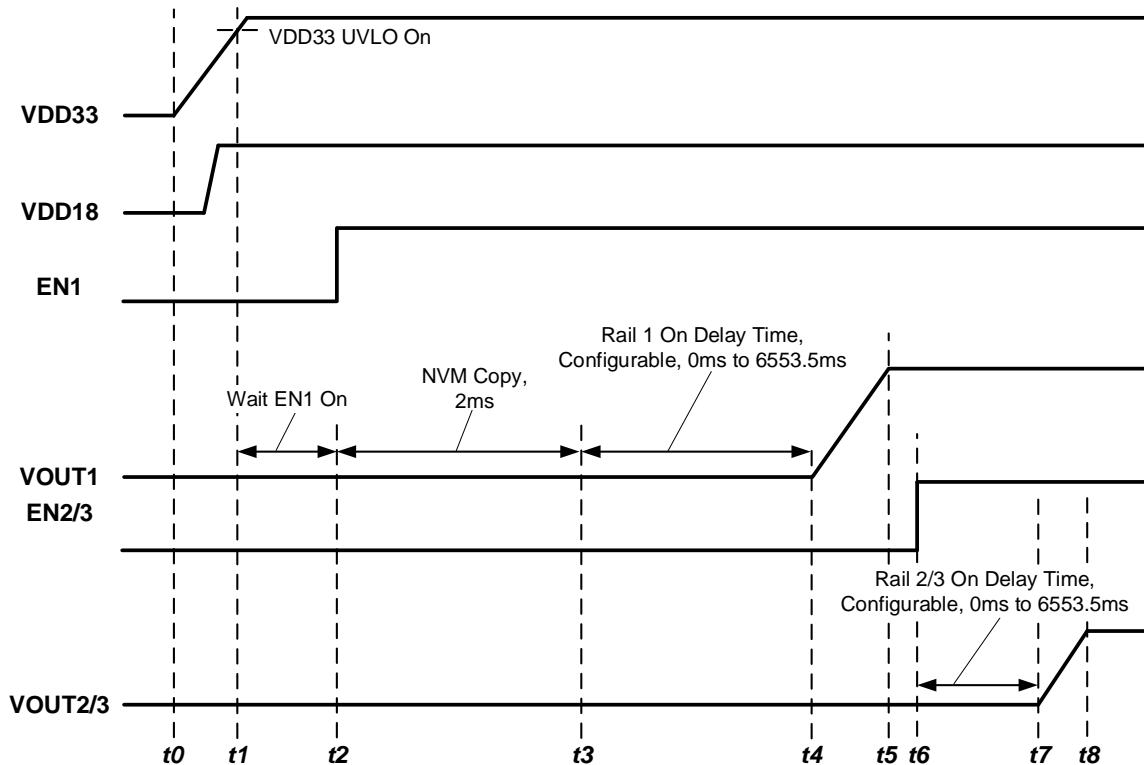 VDD33 UVLO On
VDD33
VDD18
EN1
Rail 1 On Delay Time,
Configurable, 0ms to 6553.5ms
NVM Copy,
2ms
Wait EN1 On
VOUT1
EN2/3
Rail 2/3 On Delay Time,
Configurable, 0ms to 6553.5ms
VOUT2/3
t0 t1 t2 t3 t4 t5 t6 t7 t8